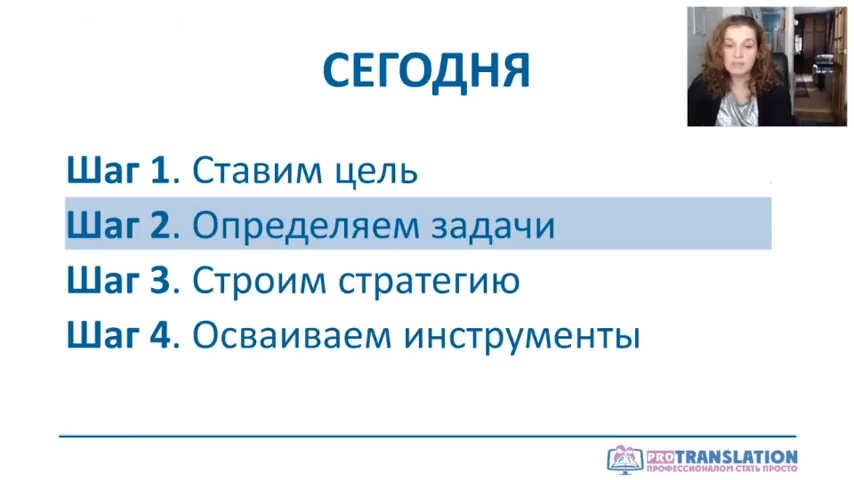 СЕГОДНЯ
Шаг 1. Ставим цель
Шаг 2. Определяем задачи
Шаг 3. Строим стратегию
Шаг 4. Осваиваем инструменты
PROTRANSLATION
ПРОФЕССИОНАЛОМ СТАТЬ ПРОСТО